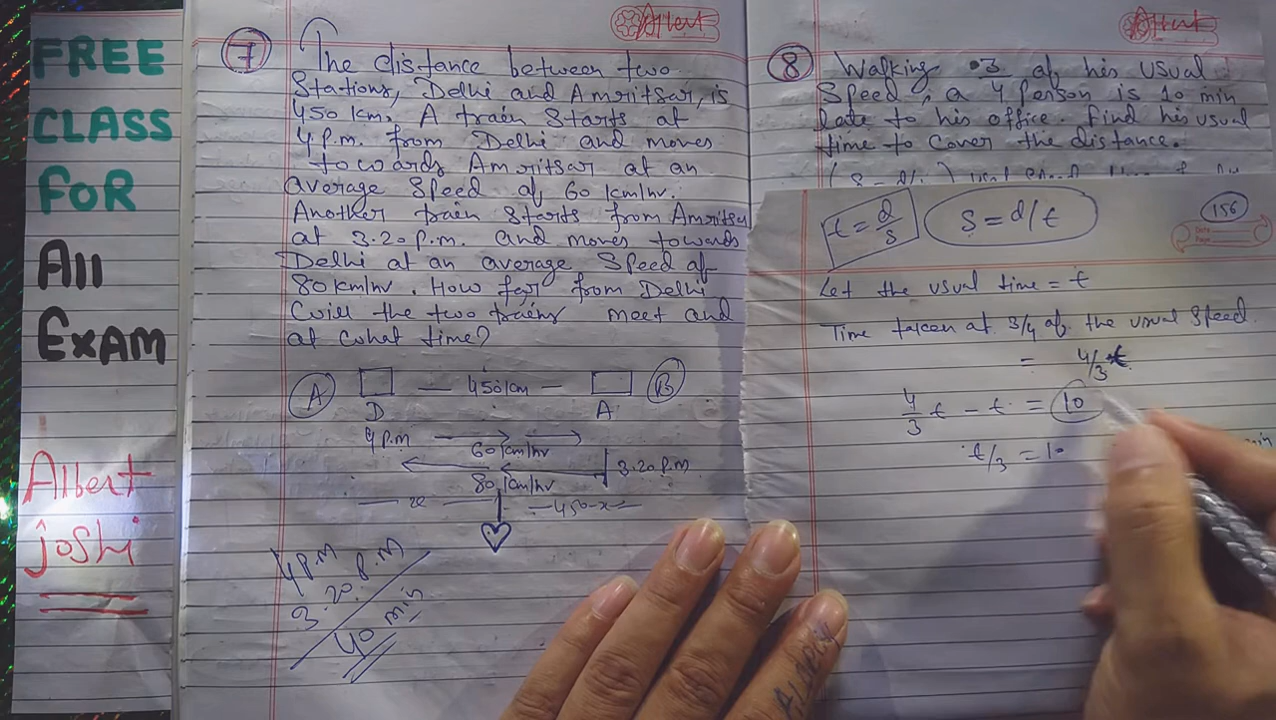 FREE
CLASS
FOR
All
ExAM
Albert
joshi
Albert
7
The distance between two
Stations, Delhi and Amritsar, is
450 km. A train Starts at
4 p.m. from Delhi and moves
towards Amritsar at an
average Speed of 60 km/hr.
Another train Starts from Amritsar
at 3.20 p.m. and moves towards
Delhi at an average Speed of
80 km/hr. How far from Delhi
will the two trains meet and
at what time?
A — 450 km — B
D A
4 P.M
60 km/hr
3.20 P.M
80 km/hr
— x — — 450-x —
4 P.M
3.20. P.M
40 min
Albert
8 Walking 3 of his usual
Speed, a 4 person is 10 min
late to his office. find his usual
time to cover the distance.
t = d/s S = d/t
156
Date
Page
Let the usual time = t
Time taken at 3/4 of the usual Speed
= 4/3 t
4/3 t - t = 10
t/3 = 10
min
ALBERT